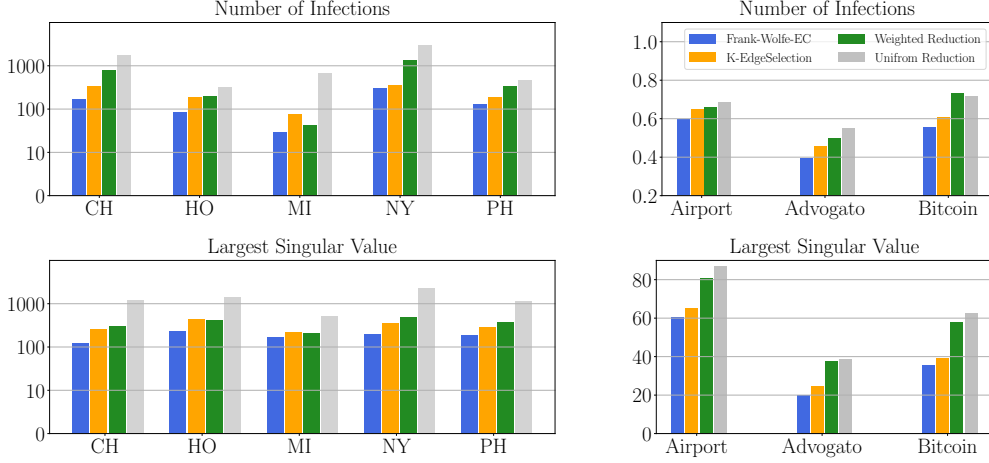 Number of Infections
1000
100
10
0
CH HO MI NY PH
Number of Infections
Frank-Wolfe-EC
K-EdgeSelection
Weighted Reduction
Unifrom Reduction
1.0
0.8
0.6
0.4
0.2
Airport Advogato Bitcoin
Largest Singular Value
1000
100
10
0
CH HO MI NY PH
Largest Singular Value
80
60
40
20
0
Airport Advogato Bitcoin